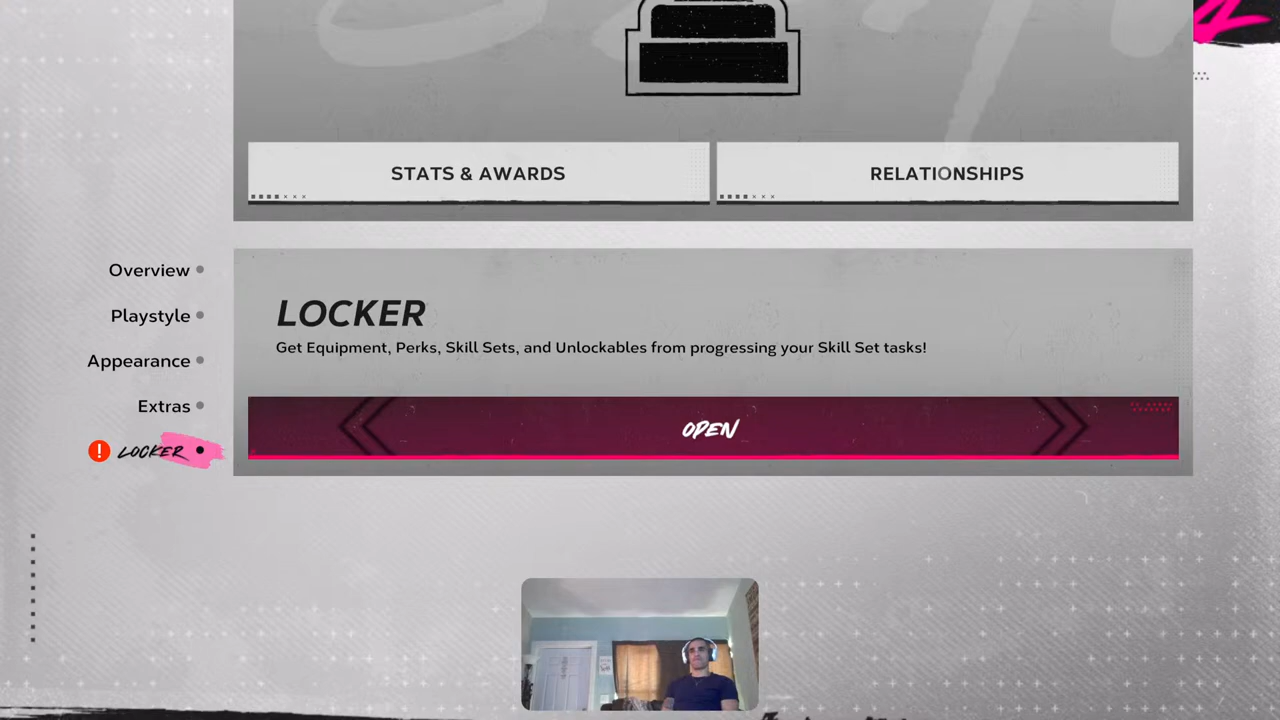 STATS & AWARDS
RELATIONSHIPS
Overview
Playstyle
Appearance
Extras
! LOCKER
LOCKER
Get Equipment, Perks, Skill Sets, and Unlockables from progressing your Skill Set tasks!
OPEN